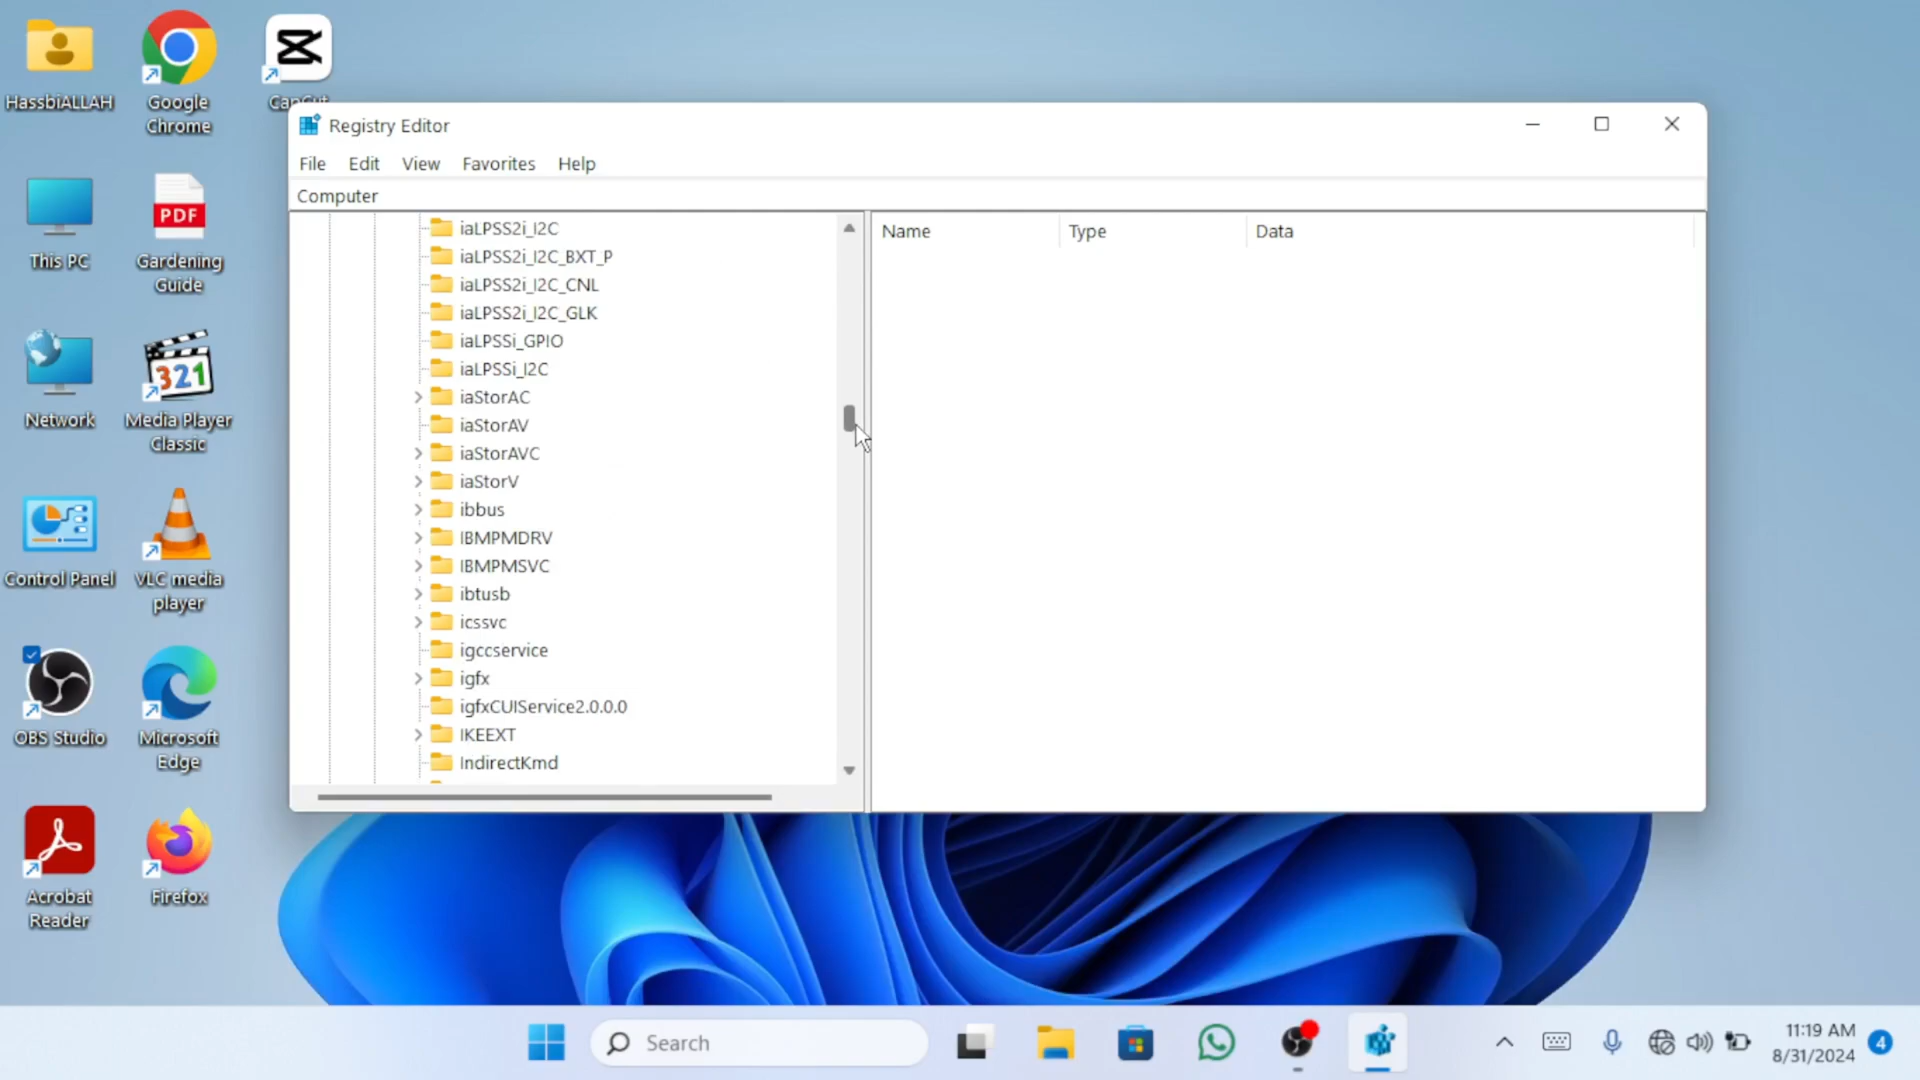 HassbiALLAH
Google
Chrome
This PC
PDF
Gardening
Guide
Network
321
Media Player
Classic
Control Panel
VLC media
player
OBS Studio
Microsoft
Edge
Acrobat
Reader
Firefox
CapCut
Registry Editor
File Edit View Favorites Help
Computer
iaLPSS2i_I2C
iaLPSS2i_I2C_BXT_P
iaLPSS2i_I2C_CNL
iaLPSS2i_I2C_GLK
iaLPSSi_GPIO
iaLPSSi_I2C
iaStorAC
iaStorAV
iaStorAVC
iaStorV
ibbus
IBMPMDRV
IBMPMSVC
ibtusb
icssvc
igccservice
igfx
igfxCUIService2.0.0.0
IKEEXT
IndirectKmd
Name Type Data
Search
11:19 AM
8/31/2024
4